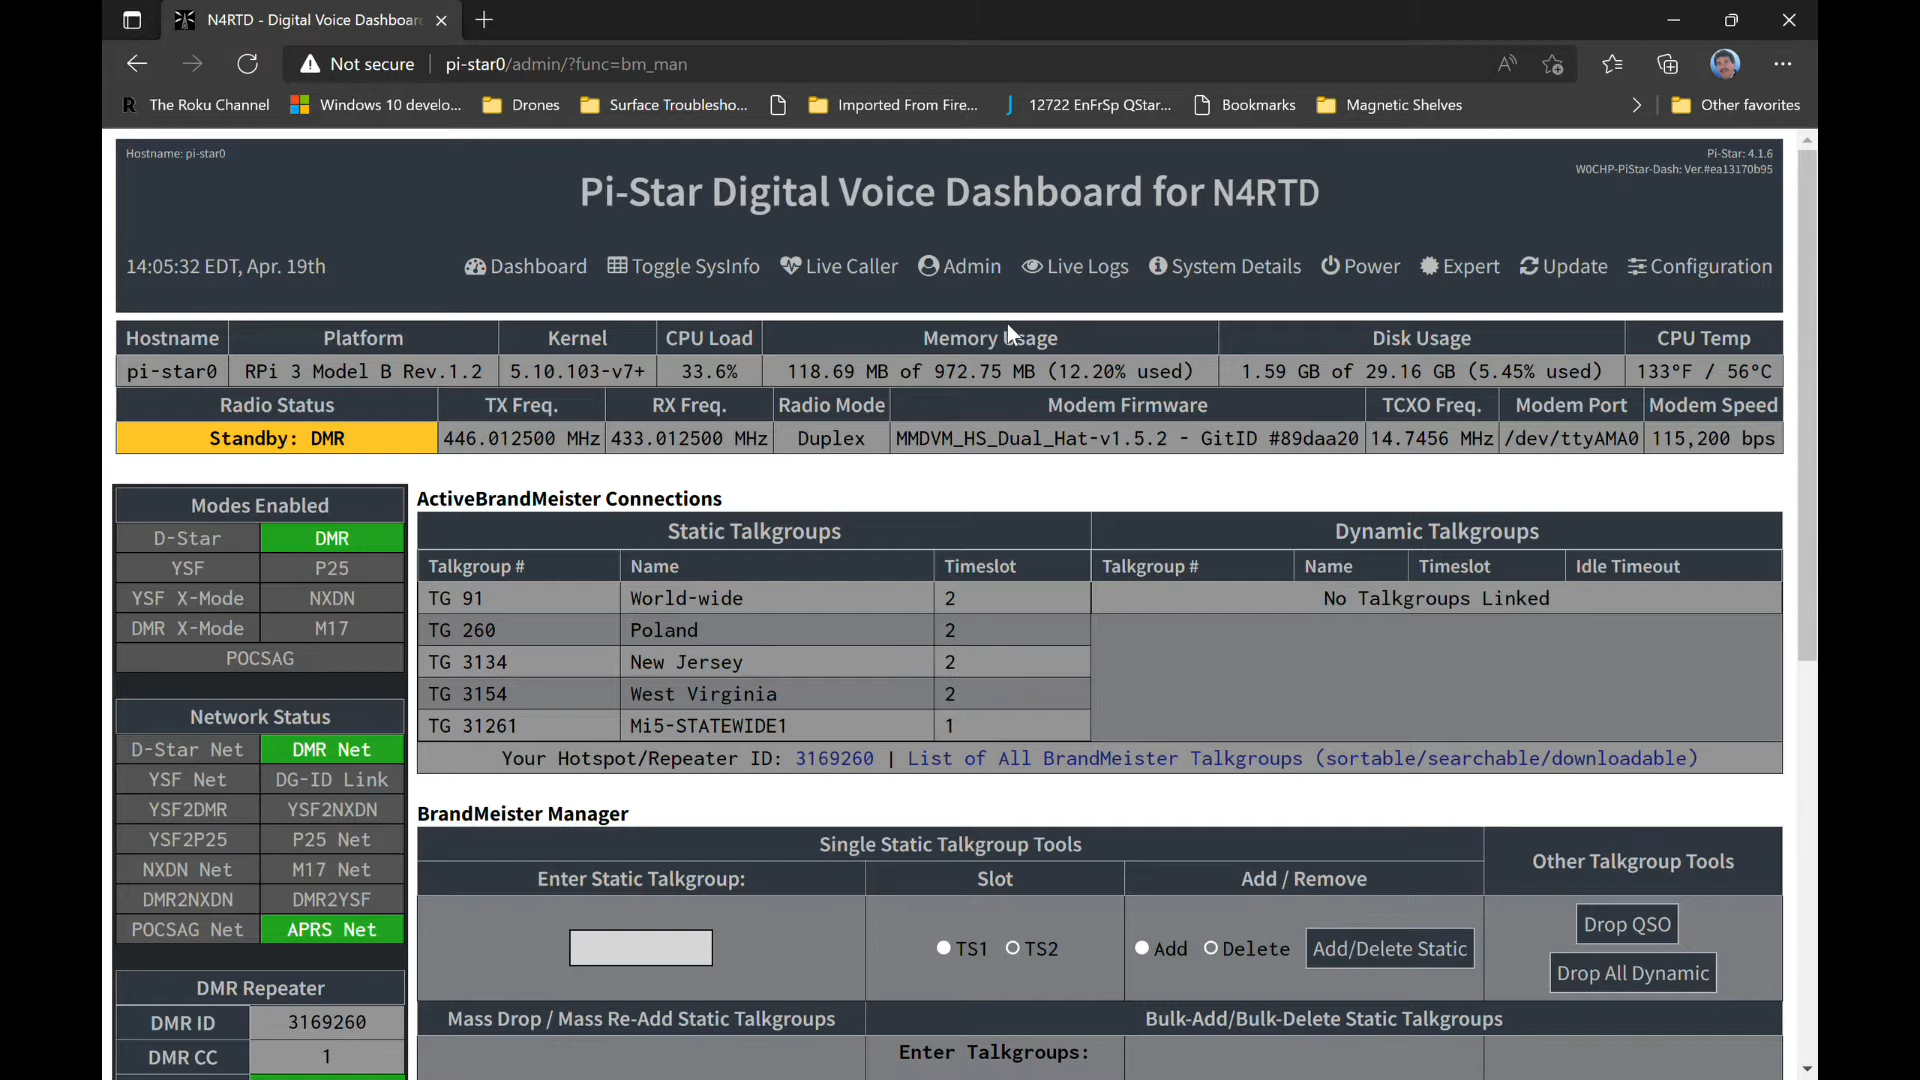 N4RTD - Digital Voice Dashboar
Not secure pi-star0/admin/?func=bm_man
The Roku Channel Windows 10 develo... Drones Surface Troublesho... Imported From Fire... 12722 EnFrSp QStar... Bookmarks Magnetic Shelves Other favorites
Hostname: pi-star0 Pi-Star: 4.1.6
W0CHP-PiStar-Dash: Ver.#ea13170b95
Pi-Star Digital Voice Dashboard for N4RTD
14:05:32 EDT, Apr. 19th Dashboard Toggle SysInfo Live Caller Admin Live Logs System Details Power Expert Update Configuration
Hostname Platform Kernel CPU Load Memory Usage Disk Usage CPU Temp
pi-star0 RPi 3 Model B Rev.1.2 5.10.103-v7+ 33.6% 118.69 MB of 972.75 MB (12.20% used) 1.59 GB of 29.16 GB (5.45% used) 133°F / 56°C
Radio Status TX Freq. RX Freq. Radio Mode Modem Firmware TCXO Freq. Modem Port Modem Speed
Standby: DMR 446.012500 MHz 433.012500 MHz Duplex MMDVM_HS_Dual_Hat-v1.5.2 - GitID #89daa20 14.7456 MHz /dev/ttyAMA0 115,200 bps
Modes Enabled
D-Star DMR
YSF P25
YSF X-Mode NXDN
DMR X-Mode M17
POCSAG
Network Status
D-Star Net DMR Net
YSF Net DG-ID Link
YSF2DMR YSF2NXDN
YSF2P25 P25 Net
NXDN Net M17 Net
DMR2NXDN DMR2YSF
POCSAG Net APRS Net
DMR Repeater
DMR ID 3169260
DMR CC 1
ActiveBrandMeister Connections
Static Talkgroups Dynamic Talkgroups
Talkgroup # Name Timeslot Talkgroup # Name Timeslot Idle Timeout
TG 91 World-wide 2 No Talkgroups Linked
TG 260 Poland 2
TG 3134 New Jersey 2
TG 3154 West Virginia 2
TG 31261 Mi5-STATEWIDE1 1
Your Hotspot/Repeater ID: 3169260 | List of All BrandMeister Talkgroups (sortable/searchable/downloadable)
BrandMeister Manager
Single Static Talkgroup Tools Other Talkgroup Tools
Enter Static Talkgroup: Slot Add / Remove
TS1 TS2 Add Delete Add/Delete Static Drop QSO
Drop All Dynamic
Mass Drop / Mass Re-Add Static Talkgroups Bulk-Add/Bulk-Delete Static Talkgroups
Enter Talkgroups: